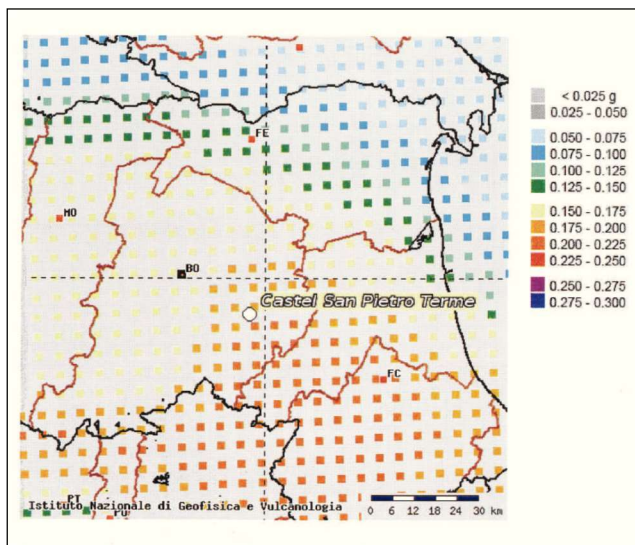 FE
MO
BO
Castel San Pietro Terme
FC
PT
PU
Istituto Nazionale di Geofisica e Vulcanologia
0 6 12 18 24 30 km
< 0.025 g
0.025 - 0.050
0.050 - 0.075
0.075 - 0.100
0.100 - 0.125
0.125 - 0.150
0.150 - 0.175
0.175 - 0.200
0.200 - 0.225
0.225 - 0.250
0.250 - 0.275
0.275 - 0.300